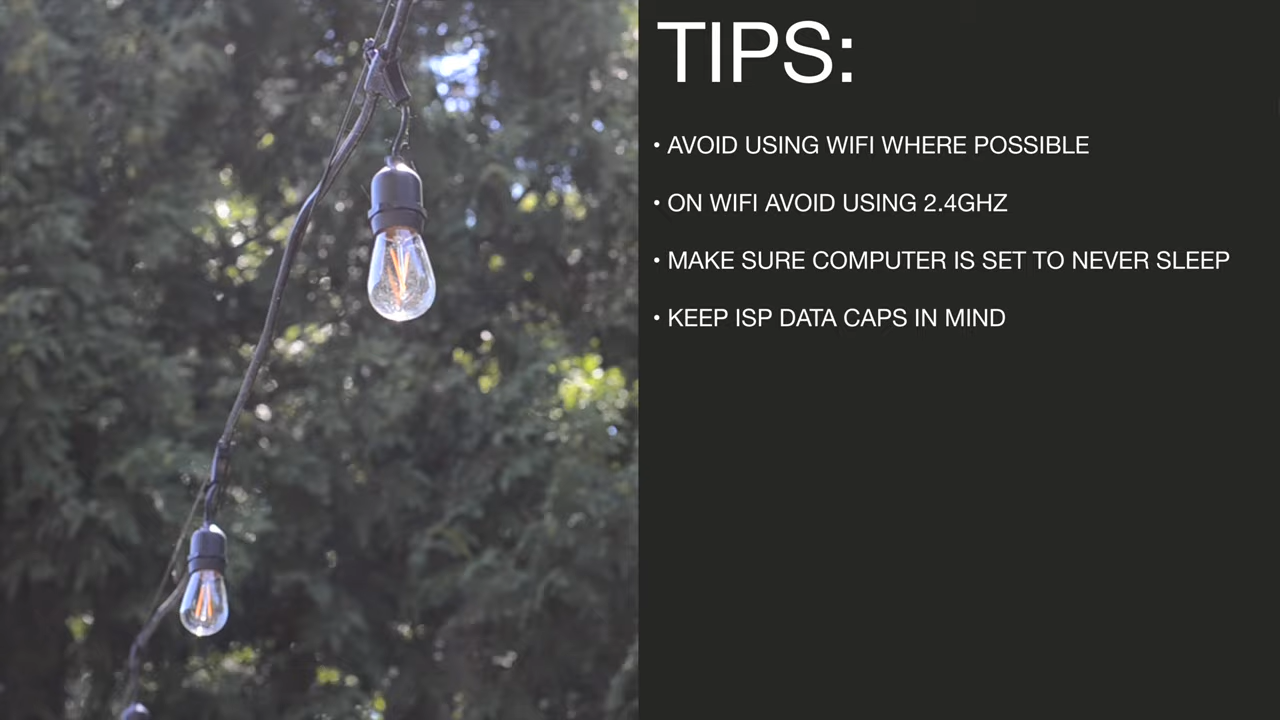 TIPS:
• AVOID USING WIFI WHERE POSSIBLE
• ON WIFI AVOID USING 2.4GHZ
• MAKE SURE COMPUTER IS SET TO NEVER SLEEP
• KEEP ISP DATA CAPS IN MIND